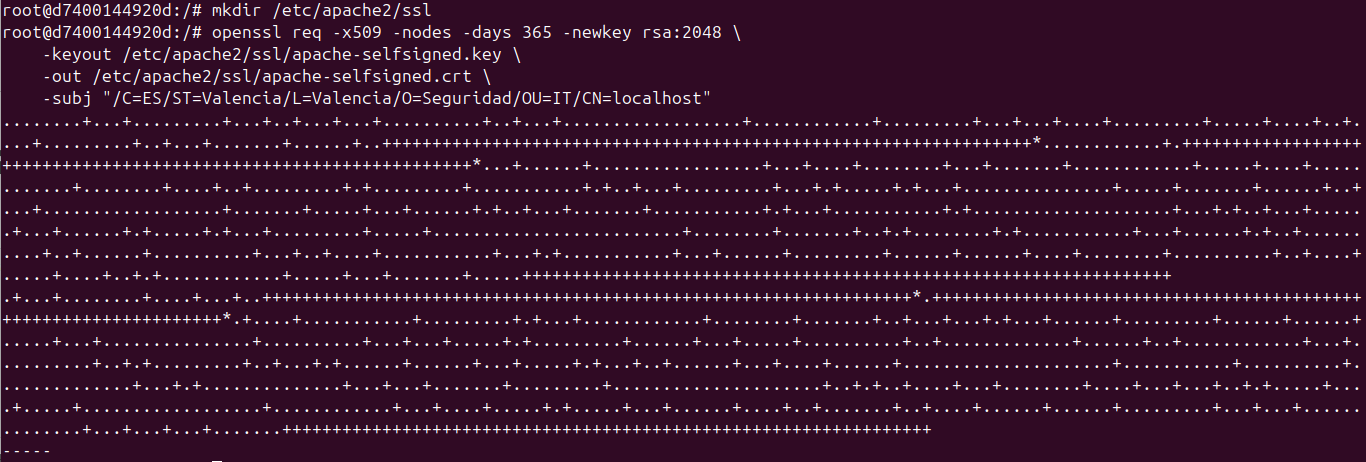 root@d7400144920d:/# mkdir /etc/apache2/ssl
root@d7400144920d:/# openssl req -x509 -nodes -days 365 -newkey rsa:2048 \
    -keyout /etc/apache2/ssl/apache-selfsigned.key \
    -out /etc/apache2/ssl/apache-selfsigned.crt \
    -subj "/C=ES/ST=Valencia/L=Valencia/O=Seguridad/OU=IT/CN=localhost"
-----